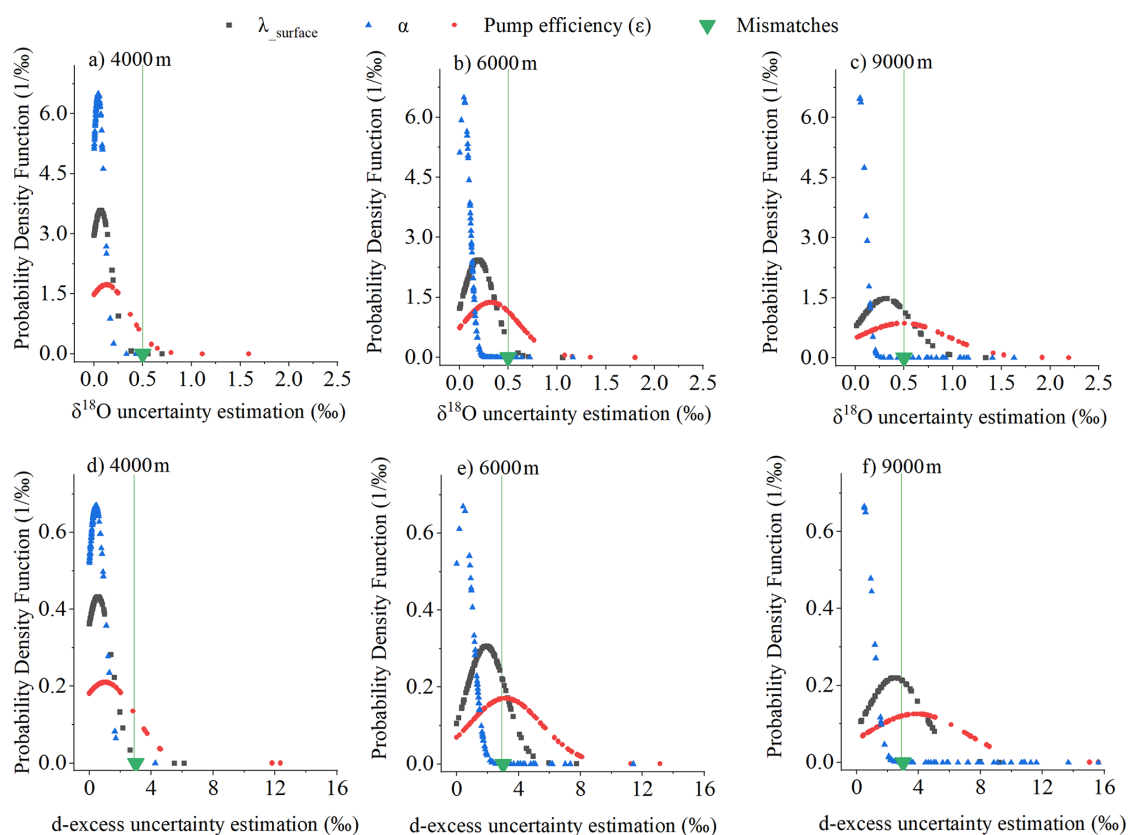 λ_surface α Pump efficiency (ε) Mismatches
a) 4000m b) 6000m c) 9000m
Probability Density Function (1/‰) Probability Density Function (1/‰) Probability Density Function (1/‰)
6.0 6.0 6.0
4.5 4.5 4.5
3.0 3.0 3.0
1.5 1.5 1.5
0.0 0.0 0.0
0.0 0.5 1.0 1.5 2.0 2.5 0.0 0.5 1.0 1.5 2.0 2.5 0.0 0.5 1.0 1.5 2.0 2.5
δ18O uncertainty estimation (‰) δ18O uncertainty estimation (‰) δ18O uncertainty estimation (‰)
d) 4000m e) 6000m f) 9000m
Probability Density Function (1/‰) Probability Density Function (1/‰) Probability Density Function (1/‰)
0.6 0.6 0.6
0.4 0.4 0.4
0.2 0.2 0.2
0.0 0.0 0.0
0 4 8 12 16 0 4 8 12 16 0 4 8 12 16
d-excess uncertainty estimation (‰) d-excess uncertainty estimation (‰) d-excess uncertainty estimation (‰)